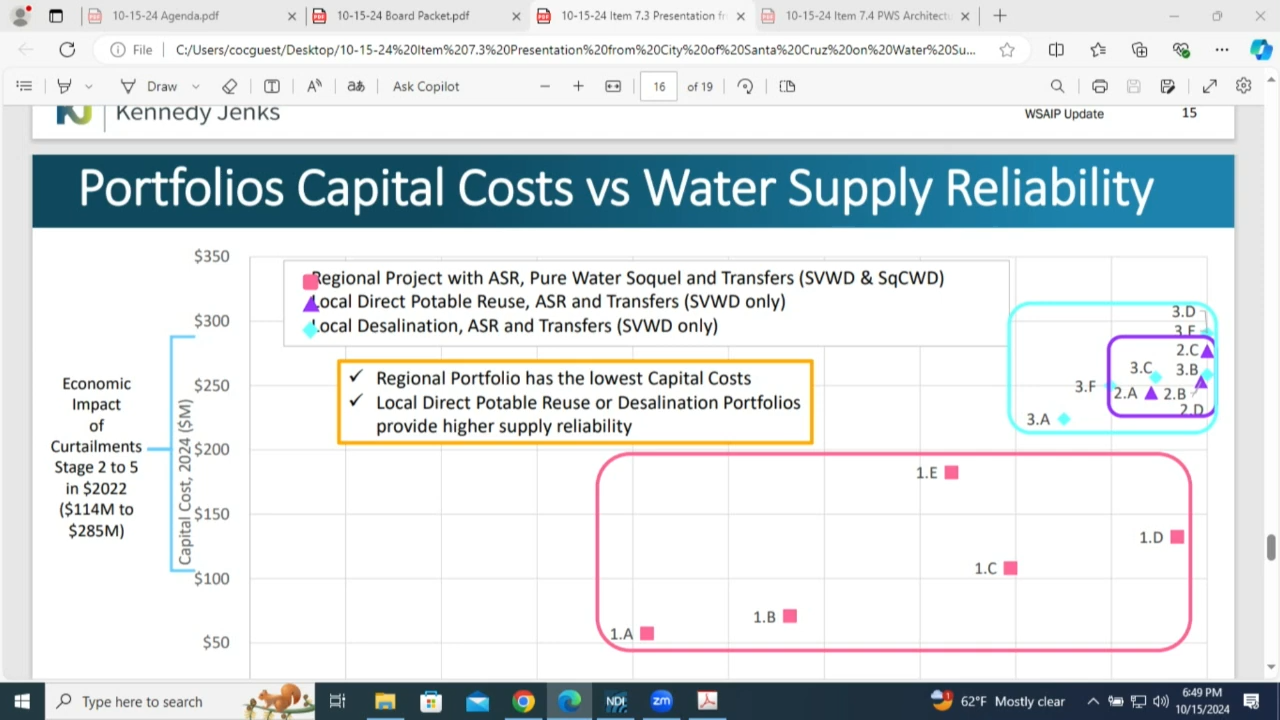 10-15-24 Agenda.pdf
10-15-24 Board Packet.pdf
10-15-24 Item 7.3 Presentation fr
10-15-24 Item 7.4 PWS Architectu
File
C:/Users/cocguest/Desktop/10-15-24%20Item%207.3%20Presentation%20from%20City%20of%20Santa%20Cruz%20on%20Water%20Su...
Draw
aあ
Ask Copilot
16
of 19
Kennedy Jenks
WSAIP Update
15
Portfolios Capital Costs vs Water Supply Reliability
$350
$300
$250
$200
$150
$100
$50
Capital Cost, 2024 ($M)
Economic
Impact
of
Curtailments
Stage 2 to 5
in $2022
($114M to
$285M)
Regional Project with ASR, Pure Water Soquel and Transfers (SVWD & SqCWD)
Local Direct Potable Reuse, ASR and Transfers (SVWD only)
Local Desalination, ASR and Transfers (SVWD only)
✓ Regional Portfolio has the lowest Capital Costs
✓ Local Direct Potable Reuse or Desalination Portfolios
provide higher supply reliability
3.D
3.E
2.C
3.C
3.B
3.F
2.A
2.B
2.D
3.A
1.E
1.D
1.C
1.B
1.A
Type here to search
NDI
zm
1
62°F Mostly clear
6:49 PM
10/15/2024